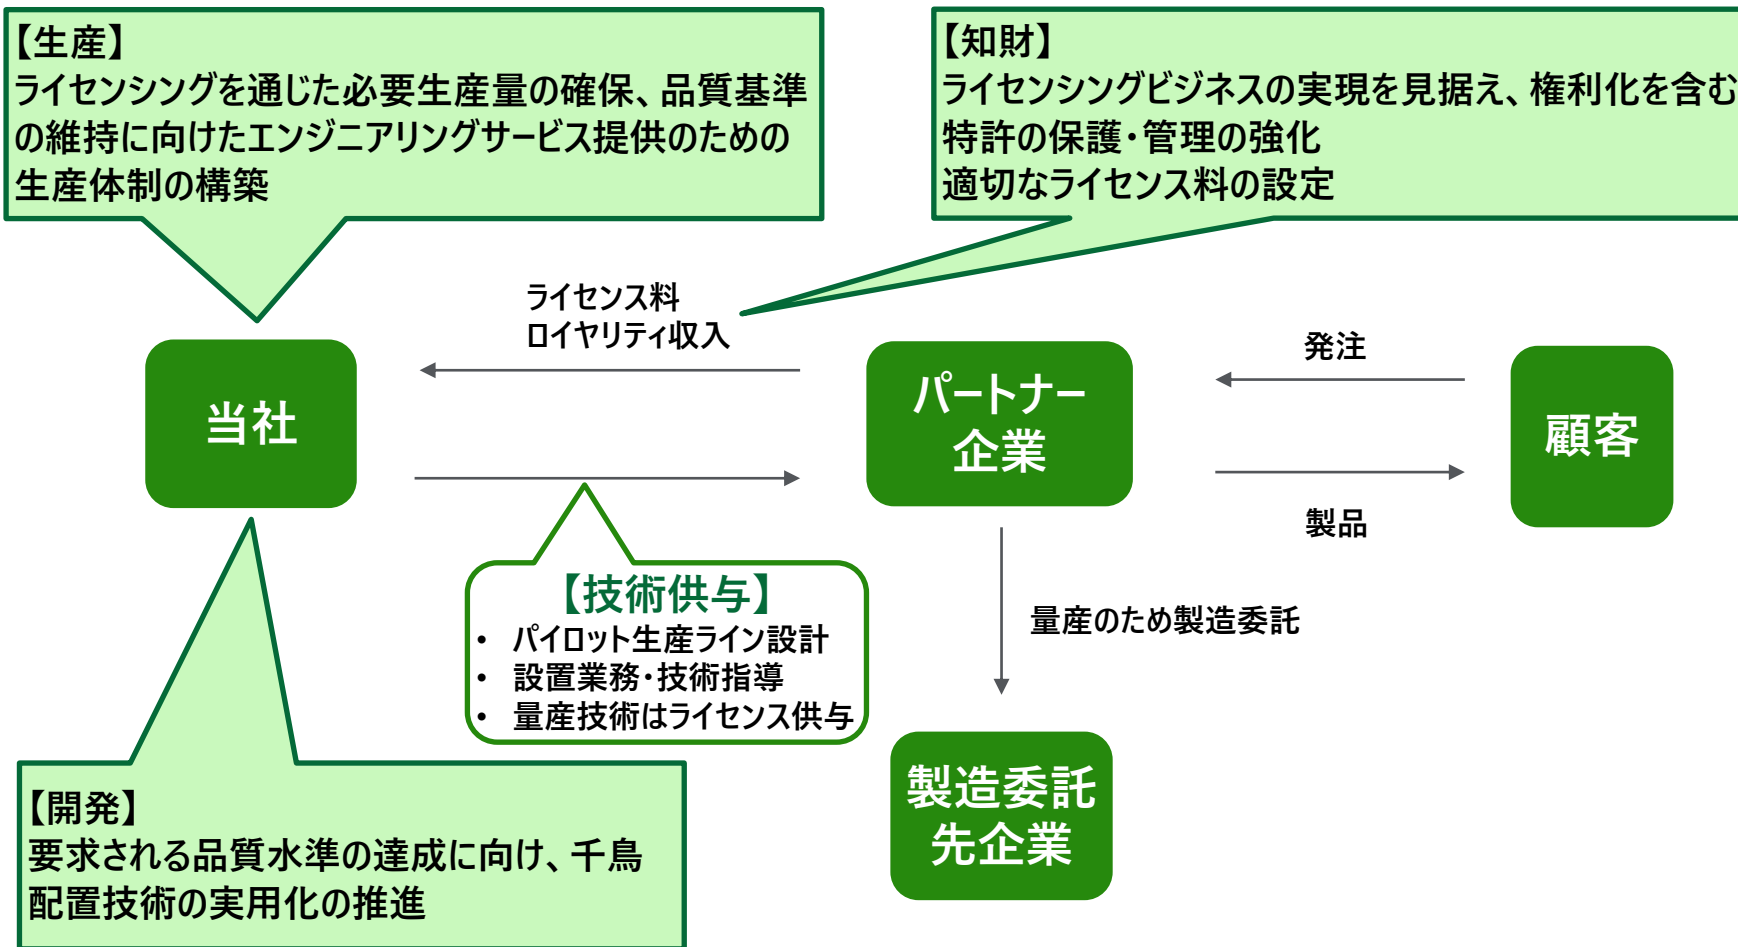 【生産】
ライセンシングを通じた必要生産量の確保、品質基準
の維持に向けたエンジニアリングサービス提供のための
生産体制の構築
【知財】
ライセンシングビジネスの実現を見据え、権利化を含む
特許の保護・管理の強化
適切なライセンス料の設定
ライセンス料
ロイヤリティ収入
発注
当社
パートナー
企業
顧客
製品
【技術供与】
• パイロット生産ライン設計
• 設置業務・技術指導
• 量産技術はライセンス供与
量産のため製造委託
製造委託
先企業
【開発】
要求される品質水準の達成に向け、千鳥
配置技術の実用化の推進